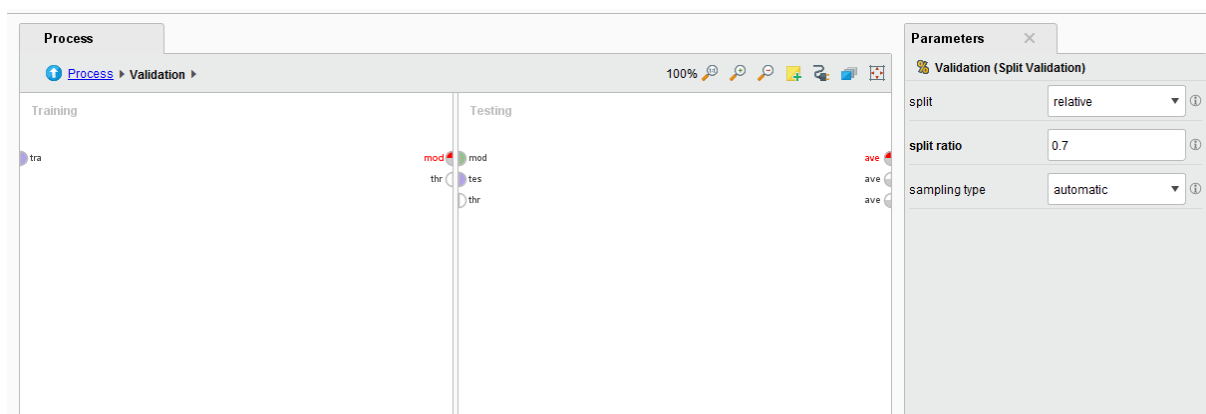 Process
Process ▸ Validation ▸
100%
Training
Testing
tra
mod
thr
mod
tes
thr
ave
ave
ave
Parameters
Validation (Split Validation)
split
relative
split ratio
0.7
sampling type
automatic